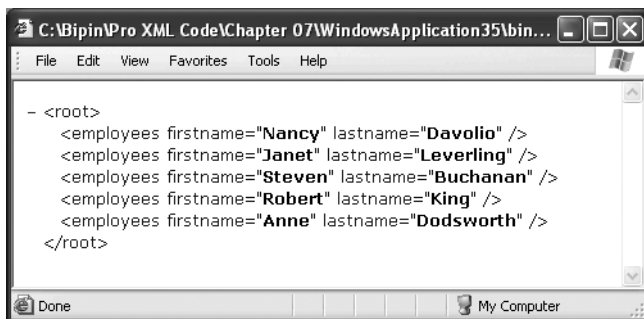 C:\Bipin\Pro XML Code\Chapter 07\WindowsApplication35\bin...
File Edit View Favorites Tools Help
– <root>
<employees firstname="Nancy" lastname="Davolio" />
<employees firstname="Janet" lastname="Leverling" />
<employees firstname="Steven" lastname="Buchanan" />
<employees firstname="Robert" lastname="King" />
<employees firstname="Anne" lastname="Dodsworth" />
</root>
Done My Computer